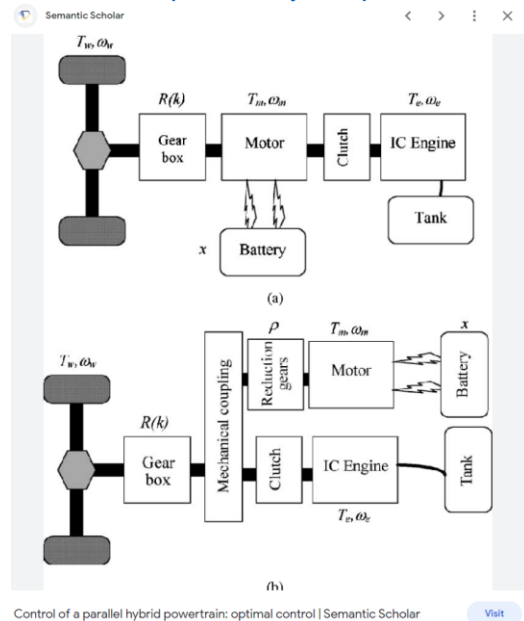 Semantic Scholar
Tw, ωw
R(k)
Tm, ωm
Te, ωe
Gear
box
Motor
Clutch
IC Engine
Tank
x
Battery
(a)
ρ
Tm, ωm
x
Tw, ωw
Mechanical coupling
Reduction
gears
Motor
Battery
R(k)
Gear
box
Clutch
IC Engine
Tank
Te, ωe
(b)
Control of a parallel hybrid powertrain: optimal control | Semantic Scholar
Visit